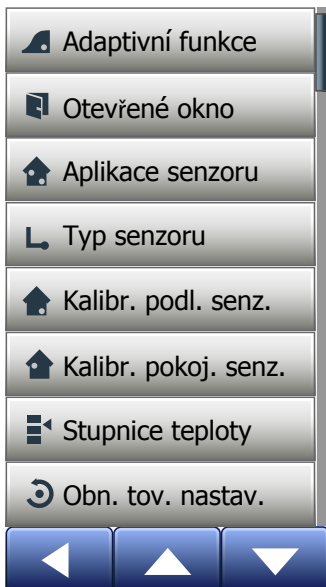 Adaptivní funkce
Otevřené okno
Aplikace senzoru
Typ senzoru
Kalibr. podl. senz.
Kalibr. pokoj. senz.
Stupnice teploty
Obn. tov. nastav.